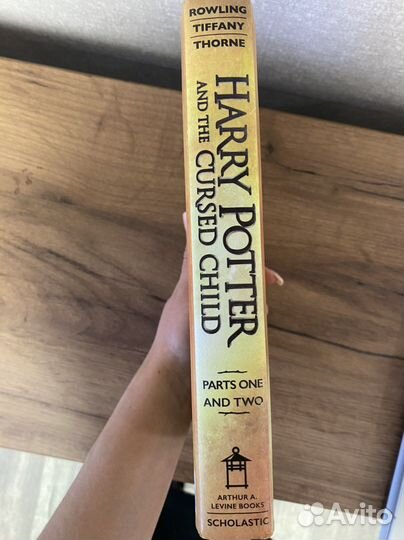 ROWLING
TIFFANY
THORNE
HARRY POTTER
AND THE CURSED CHILD
PARTS ONE
AND TWO
ARTHUR A.
LEVINE BOOKS
SCHOLASTIC
Avito